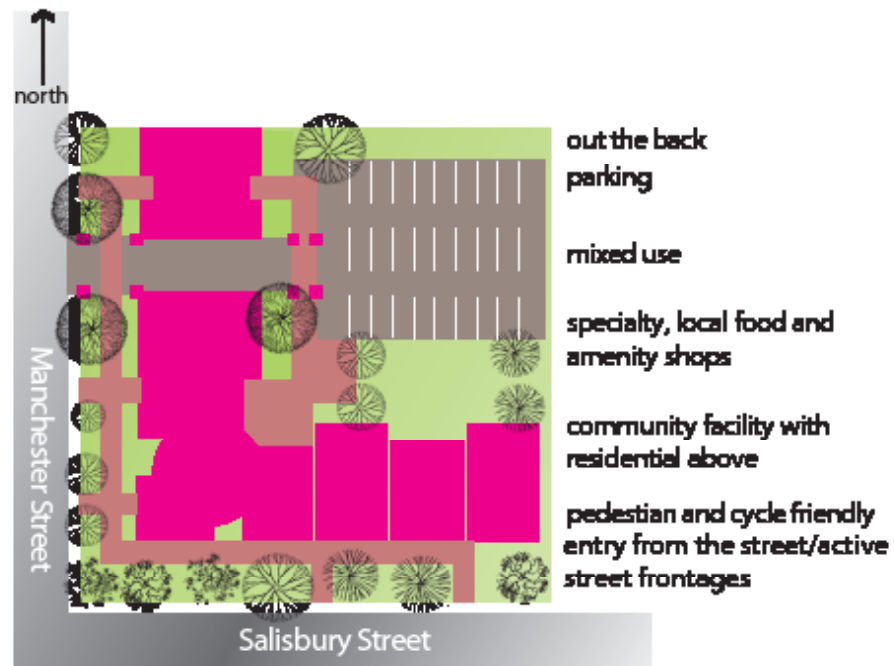 north
out the back
parking
mixed use
specialty, local food and
amenity shops
community facility with
residential above
pedestian and cycle friendly
entry from the street/active
street frontages
Manchester Street
Salisbury Street